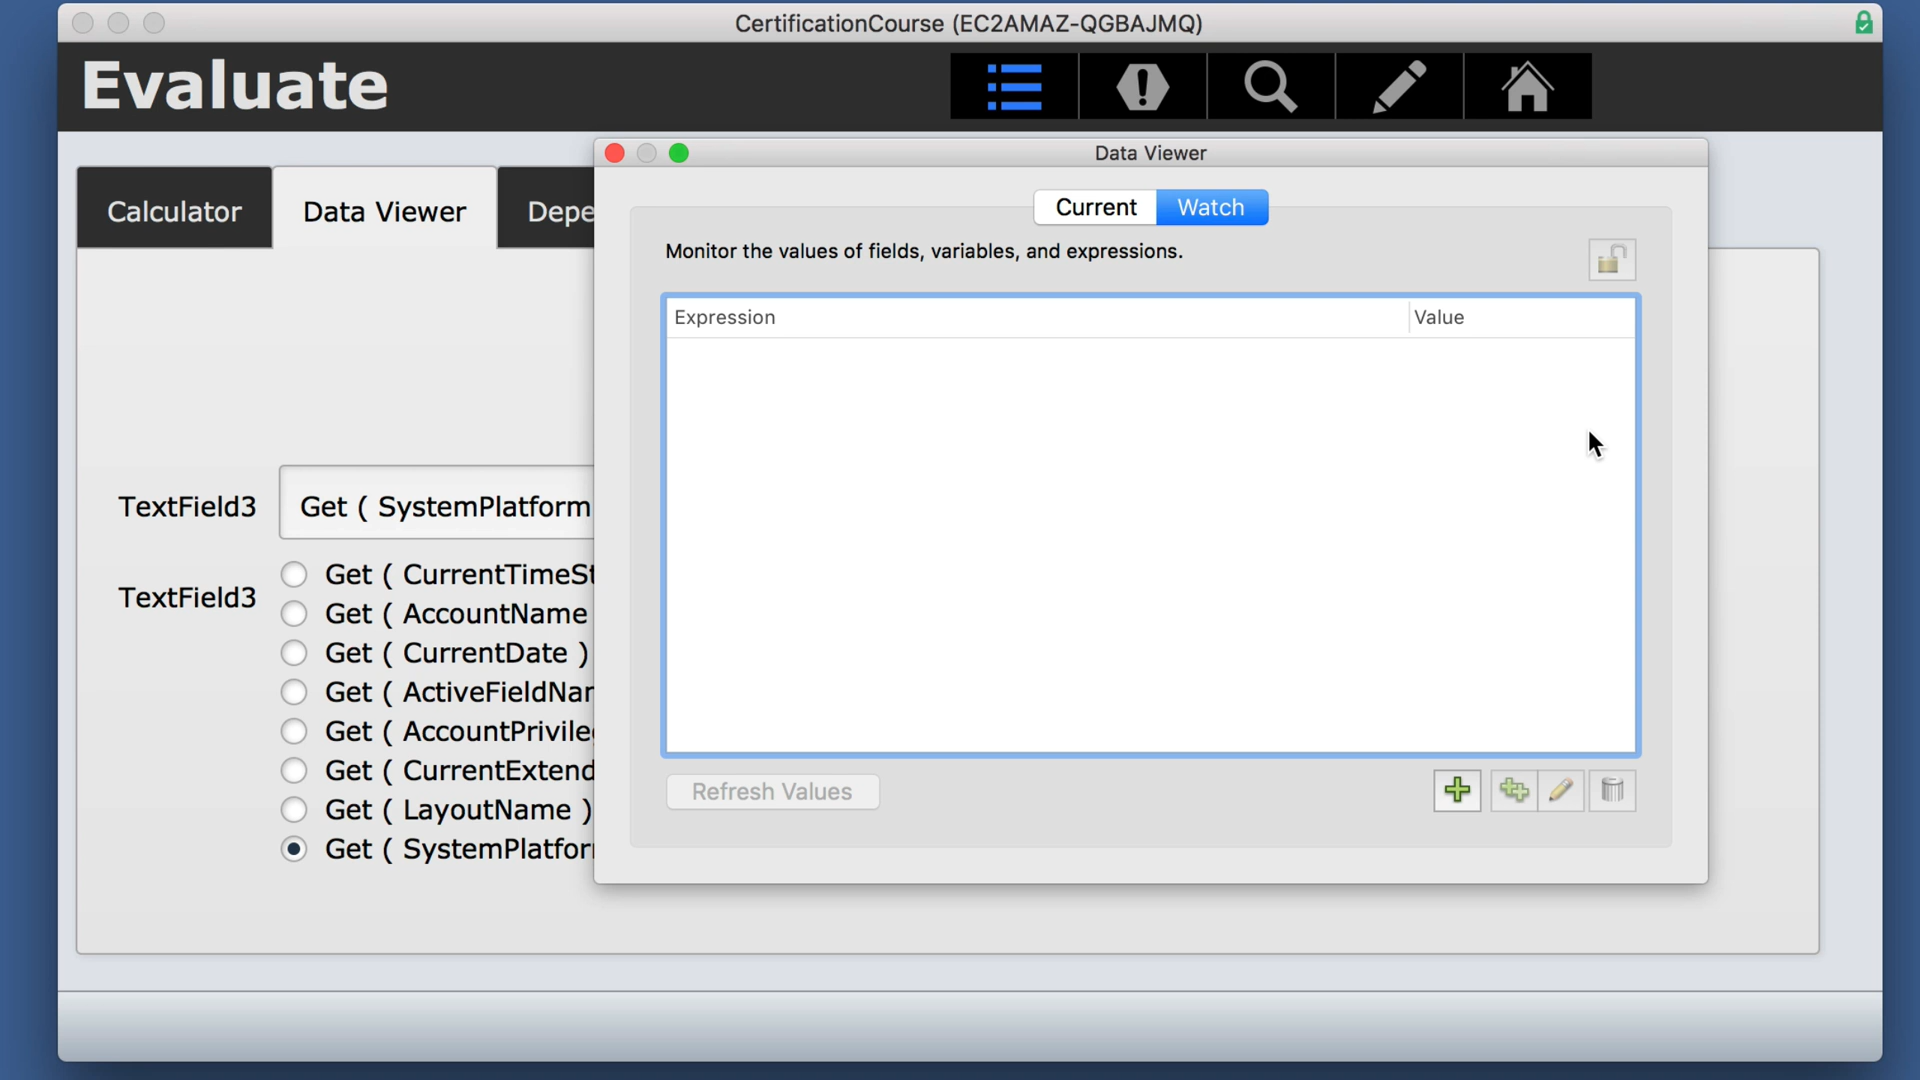 CertificationCourse (EC2AMAZ-QGBAJMQ)
Evaluate
Calculator
Data Viewer
Depe
Data Viewer
Current
Watch
Monitor the values of fields, variables, and expressions.
Expression
Value
TextField3
Get ( SystemPlatform
TextField3
Get ( CurrentTimeSt
Get ( AccountName
Get ( CurrentDate )
Get ( ActiveFieldNar
Get ( AccountPrivile
Get ( CurrentExtend
Get ( LayoutName )
Get ( SystemPlatfor
Refresh Values